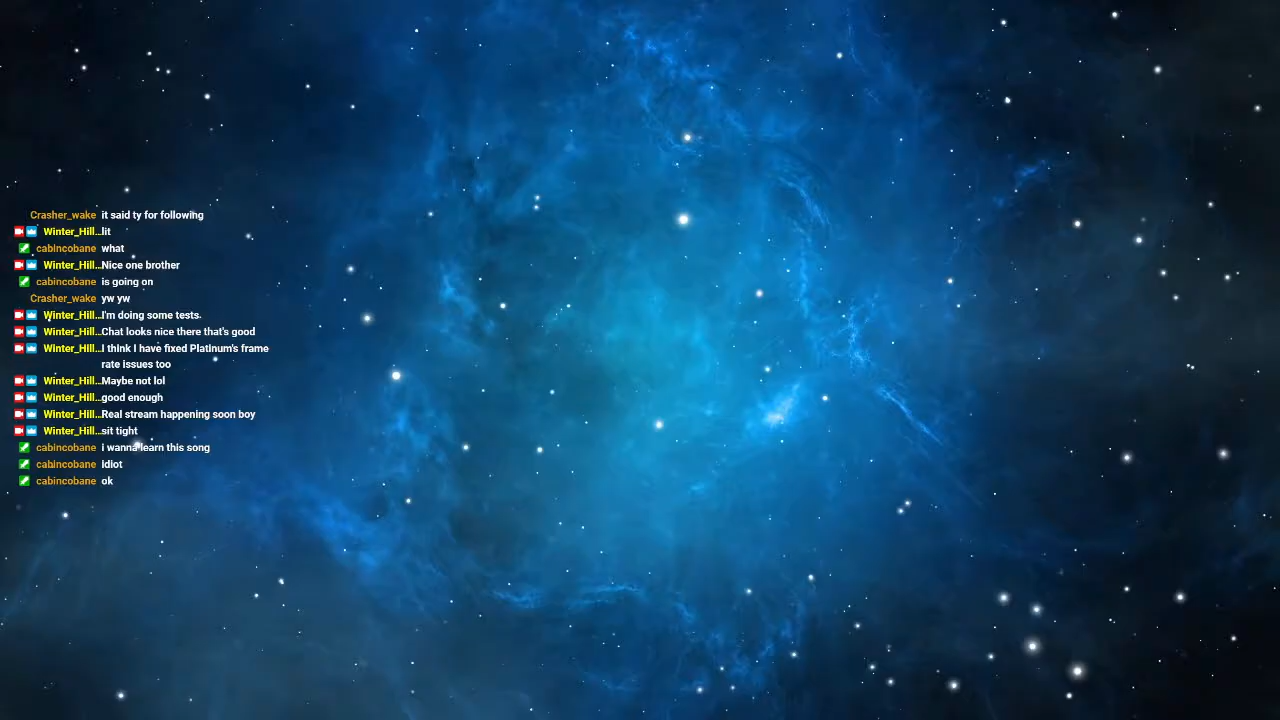 Crasher_wake it said ty for following
Winter_Hill... lit
cabincobane what
Winter_Hill... Nice one brother
cabincobane is going on
Crasher_wake yw yw
Winter_Hill... I'm doing some tests.
Winter_Hill... Chat looks nice there that's good
Winter_Hill... I think I have fixed Platinum's frame
rate issues too
Winter_Hill... Maybe not lol
Winter_Hill... good enough
Winter_Hill... Real stream happening soon boy
Winter_Hill... sit tight
cabincobane i wanna learn this song
cabincobane idiot
cabincobane ok